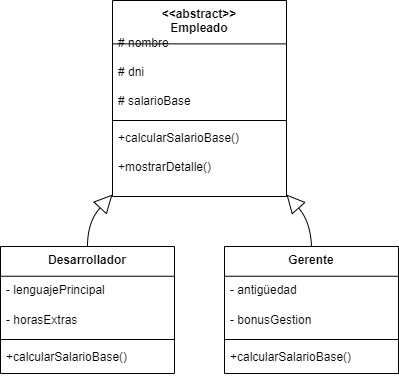 <<abstract>>
Empleado
# nombre
# dni
# salarioBase
+calcularSalarioBase()
+mostrarDetalle()
Desarrollador
- lenguajePrincipal
- horasExtras
+calcularSalarioBase()
Gerente
- antigüedad
- bonusGestion
+calcularSalarioBase()